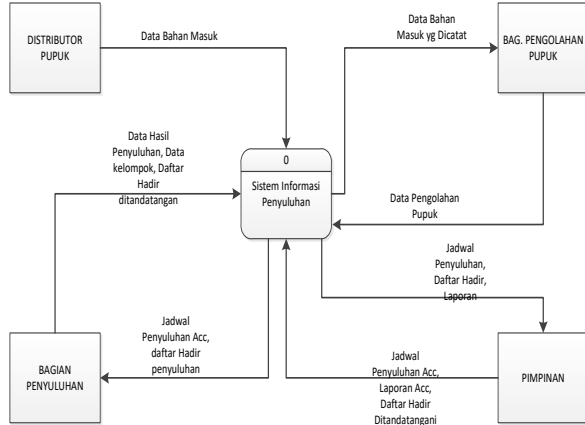 DISTRIBUTOR
PUPUK
Data Bahan Masuk
Data Bahan
Masuk yg Dicatat
BAG. PENGOLAHAN
PUPUK
Data Hasil
Penyuluhan, Data
kelompok, Daftar
Hadir
ditandatangan
0
Sistem Informasi
Penyuluhan
Data Pengolahan
Pupuk
Jadwal
Penyuluhan,
Daftar Hadir,
Laporan
BAGIAN
PENYULUHAN
Jadwal
Penyuluhan Acc,
daftar Hadir
penyuluhan
Jadwal
Penyuluhan Acc,
Laporan Acc,
Daftar Hadir
Ditandatangani
PIMPINAN